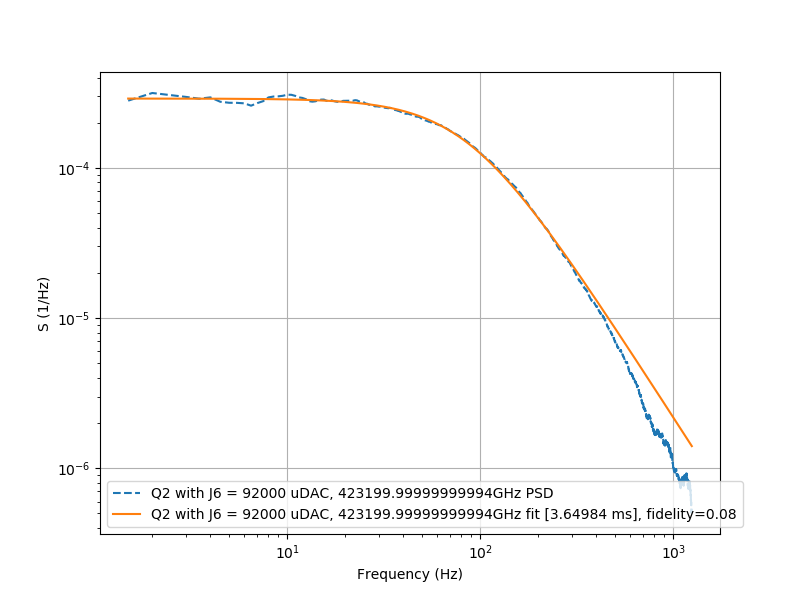 10⁻⁴
10⁻⁵
10⁻⁶
S (1/Hz)
Q2 with J6 = 92000 uDAC, 423199.99999999994GHz PSD
Q2 with J6 = 92000 uDAC, 423199.99999999994GHz fit [3.64984 ms], fidelity=0.08
10¹ 10² 10³
Frequency (Hz)